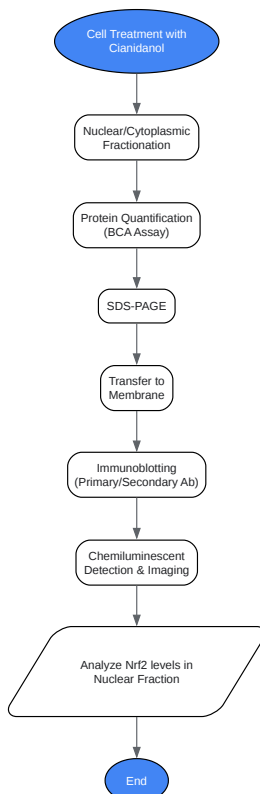 Cell Treatment with
Cianidanol
Nuclear/Cytoplasmic
Fractionation
Protein Quantification
(BCA Assay)
SDS-PAGE
Transfer to
Membrane
Immunoblotting
(Primary/Secondary Ab)
Chemiluminescent
Detection & Imaging
Analyze Nrf2 levels in
Nuclear Fraction
End